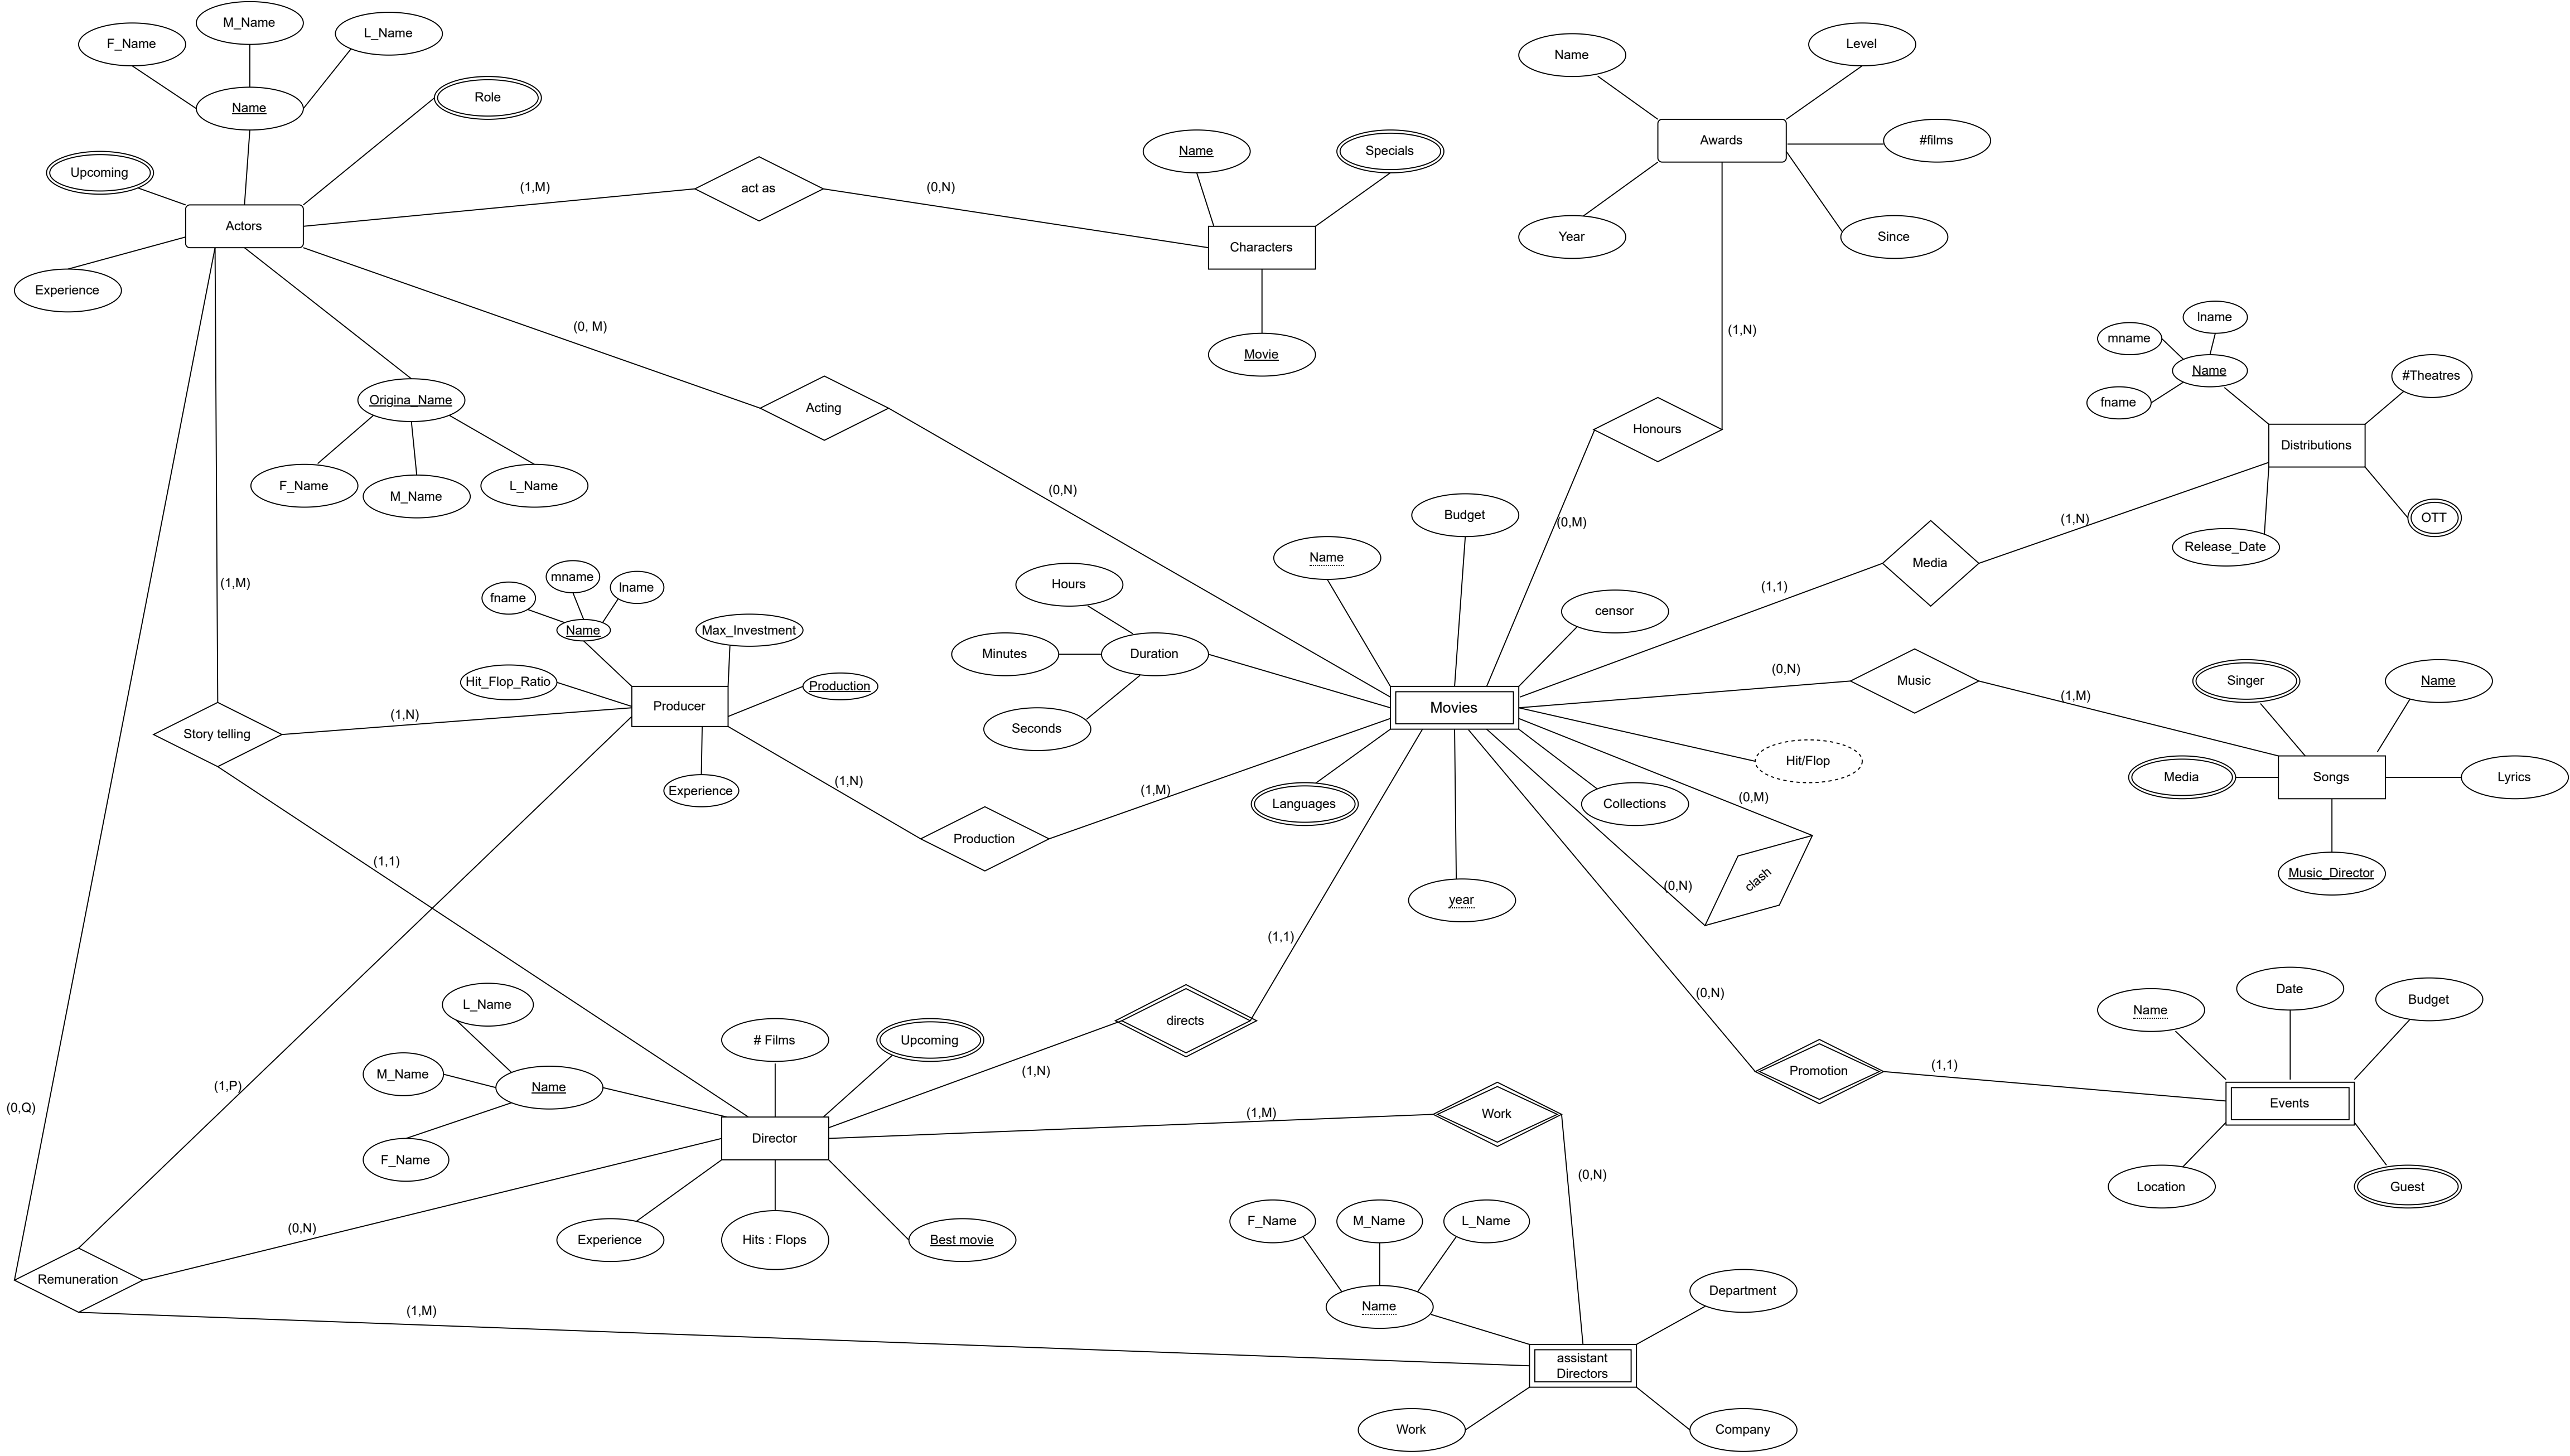 M_Name
L_Name
F_Name
Name
Role
Upcoming
Actors
Experience
(1,M)
act as
(0,N)
Name
Specials
Characters
Movie
Name
Level
Awards
#films
Year
Since
(1,N)
Honours
(0,M)
(0, M)
Acting
(0,N)
Origina_Name
F_Name
M_Name
L_Name
lname
mname
Name
fname
#Theatres
Distributions
OTT
Release_Date
(1,N)
Media
(1,1)
(1,M)
Story telling
(1,N)
(1,1)
mname
fname
lname
Name
Max_Investment
Hit_Flop_Ratio
Production
Producer
Experience
(1,N)
Production
(1,M)
Hours
Minutes
Duration
Seconds
Name
Budget
censor
Movies
Hit/Flop
Languages
Collections
year
(0,M)
clash
(0,N)
(0,N)
Music
(1,M)
Singer
Name
Media
Songs
Lyrics
Music_Director
(1,1)
directs
(1,N)
(0,N)
Promotion
(1,1)
Name
Date
Budget
Events
Location
Guest
L_Name
M_Name
Name
F_Name
# Films
Upcoming
Director
Experience
Hits : Flops
Best movie
(1,M)
Work
(0,N)
(0,Q)
(1,P)
(0,N)
Remuneration
(1,M)
F_Name
M_Name
L_Name
Name
Department
assistant
Directors
Work
Company